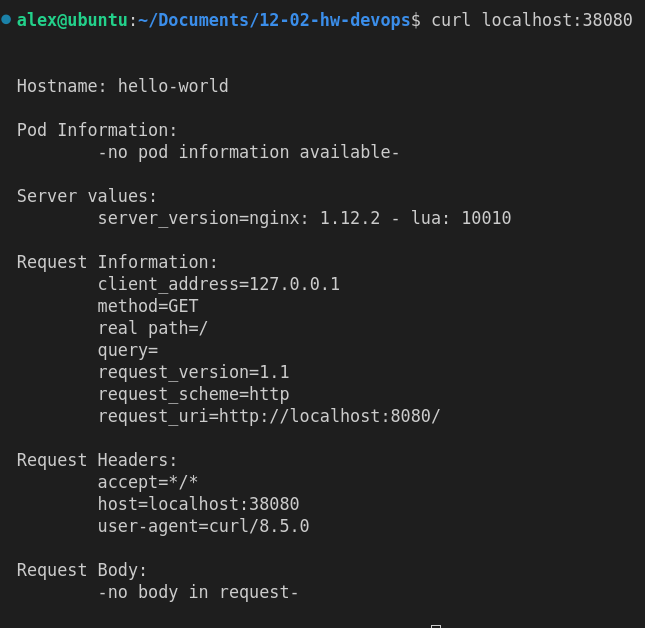 alex@ubuntu:~/Documents/12-02-hw-devops$ curl localhost:38080
Hostname: hello-world
Pod Information:
-no pod information available-
Server values:
server_version=nginx: 1.12.2 - lua: 10010
Request Information:
client_address=127.0.0.1
method=GET
real path=/
query=
request_version=1.1
request_scheme=http
request_uri=http://localhost:8080/
Request Headers:
accept=*/*
host=localhost:38080
user-agent=curl/8.5.0
Request Body:
-no body in request-